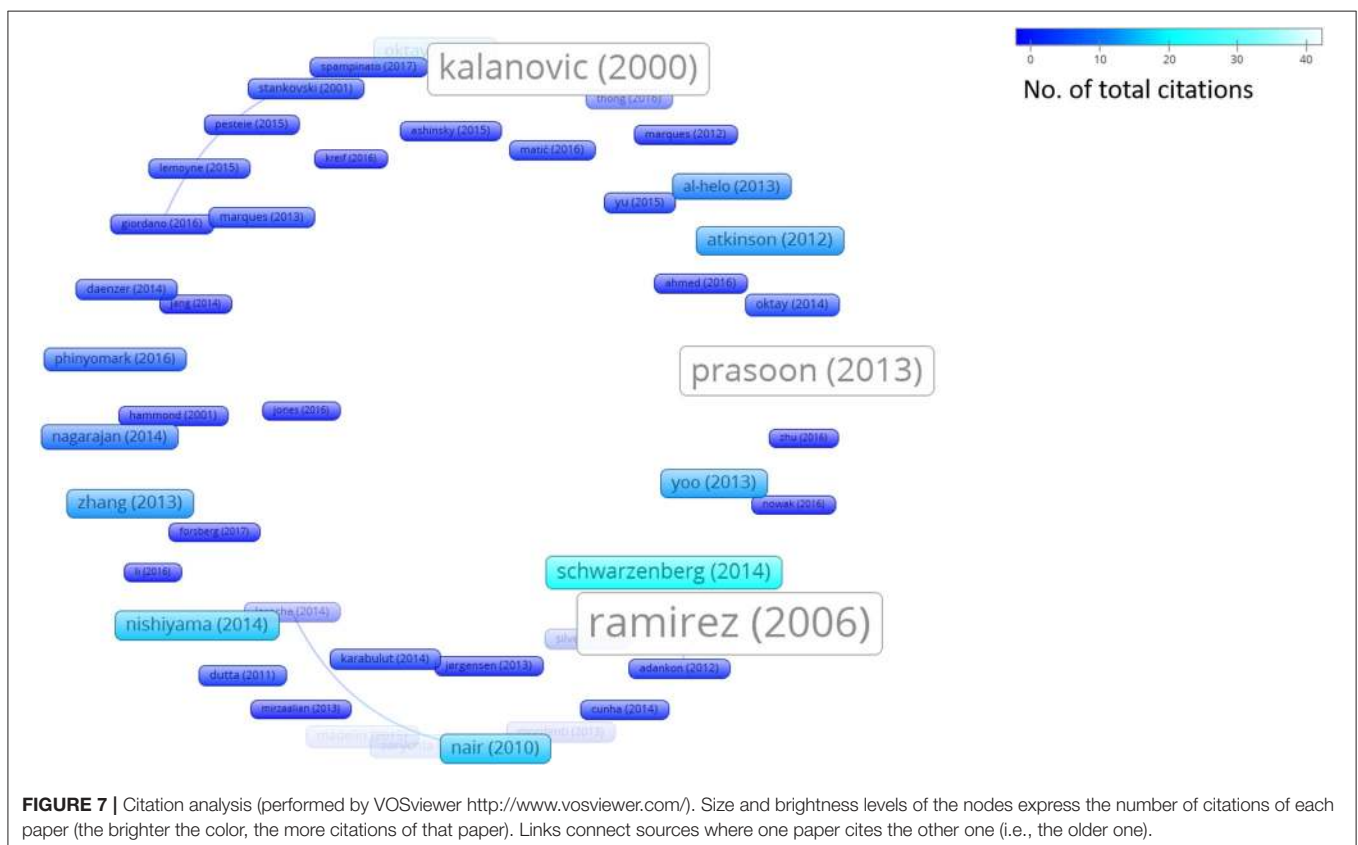 oktay
spampinato (2017)
kalanovic (2000)
stankovski (2001)
thong (2016)
pesteie (2015)
ashinsky (2015)
marques (2012)
kreif (2016)
matić (2016)
lemoyne (2015)
al-helo (2013)
yu (2015)
giordano (2016)
marques (2013)
atkinson (2012)
daenzer (2014)
jang (2014)
ahmed (2016)
oktay (2014)
phinyomark (2016)
prasoon (2013)
hammond (2001)
jones (2016)
nagarajan (2014)
zhu (2016)
zhang (2013)
yoo (2013)
nowak (2016)
forsberg (2017)
li (2016)
schwarzenberg (2014)
(2014)
nishiyama (2014)
ramirez (2006)
karabulut (2014)
jørgensen (2013)
adankon (2012)
dutta (2011)
mirzaalian (2013)
cunha (2014)
nair (2010)
0 10 20 30 40
No. of total citations
FIGURE 7 | Citation analysis (performed by VOSviewer http://www.vosviewer.com/). Size and brightness levels of the nodes express the number of citations of each
paper (the brighter the color, the more citations of that paper). Links connect sources where one paper cites the other one (i.e., the older one).